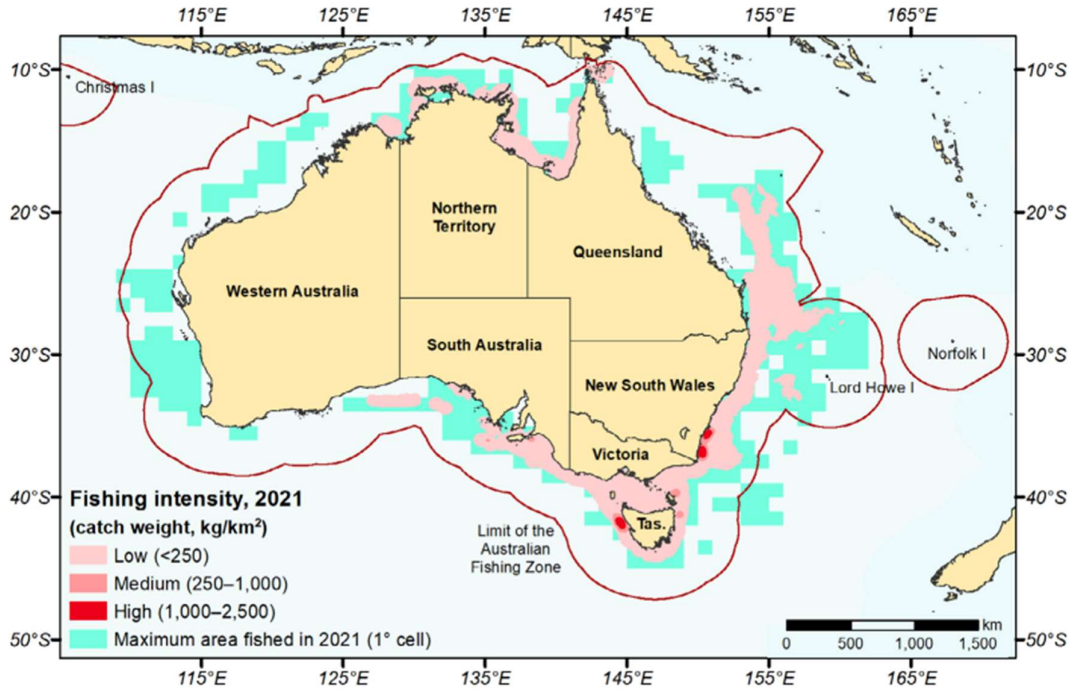 115°E 125°E 135°E 145°E 155°E 165°E
10°S 10°S
Christmas I
20°S 20°S
Northern
Territory
Queensland
Western Australia
30°S 30°S
South Australia
New South Wales
Norfolk I
Lord Howe I
Victoria
40°S 40°S
Tas.
Limit of the
Australian
Fishing Zone
Fishing intensity, 2021
(catch weight, kg/km²)
Low (<250)
Medium (250–1,000)
High (1,000–2,500)
Maximum area fished in 2021 (1° cell)
km
0 500 1,000 1,500
50°S 50°S
115°E 125°E 135°E 145°E 155°E 165°E